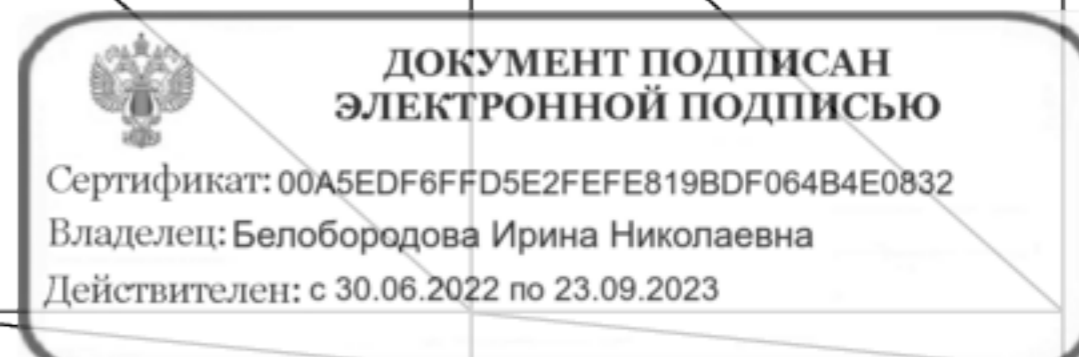 ДОКУМЕНТ ПОДПИСАН
ЭЛЕКТРОННОЙ ПОДПИСЬЮ
Сертификат: 00A5EDF6FFD5E2FEFE819BDF064B4E0832
Владелец: Белобородова Ирина Николаевна
Действителен: с 30.06.2022 по 23.09.2023